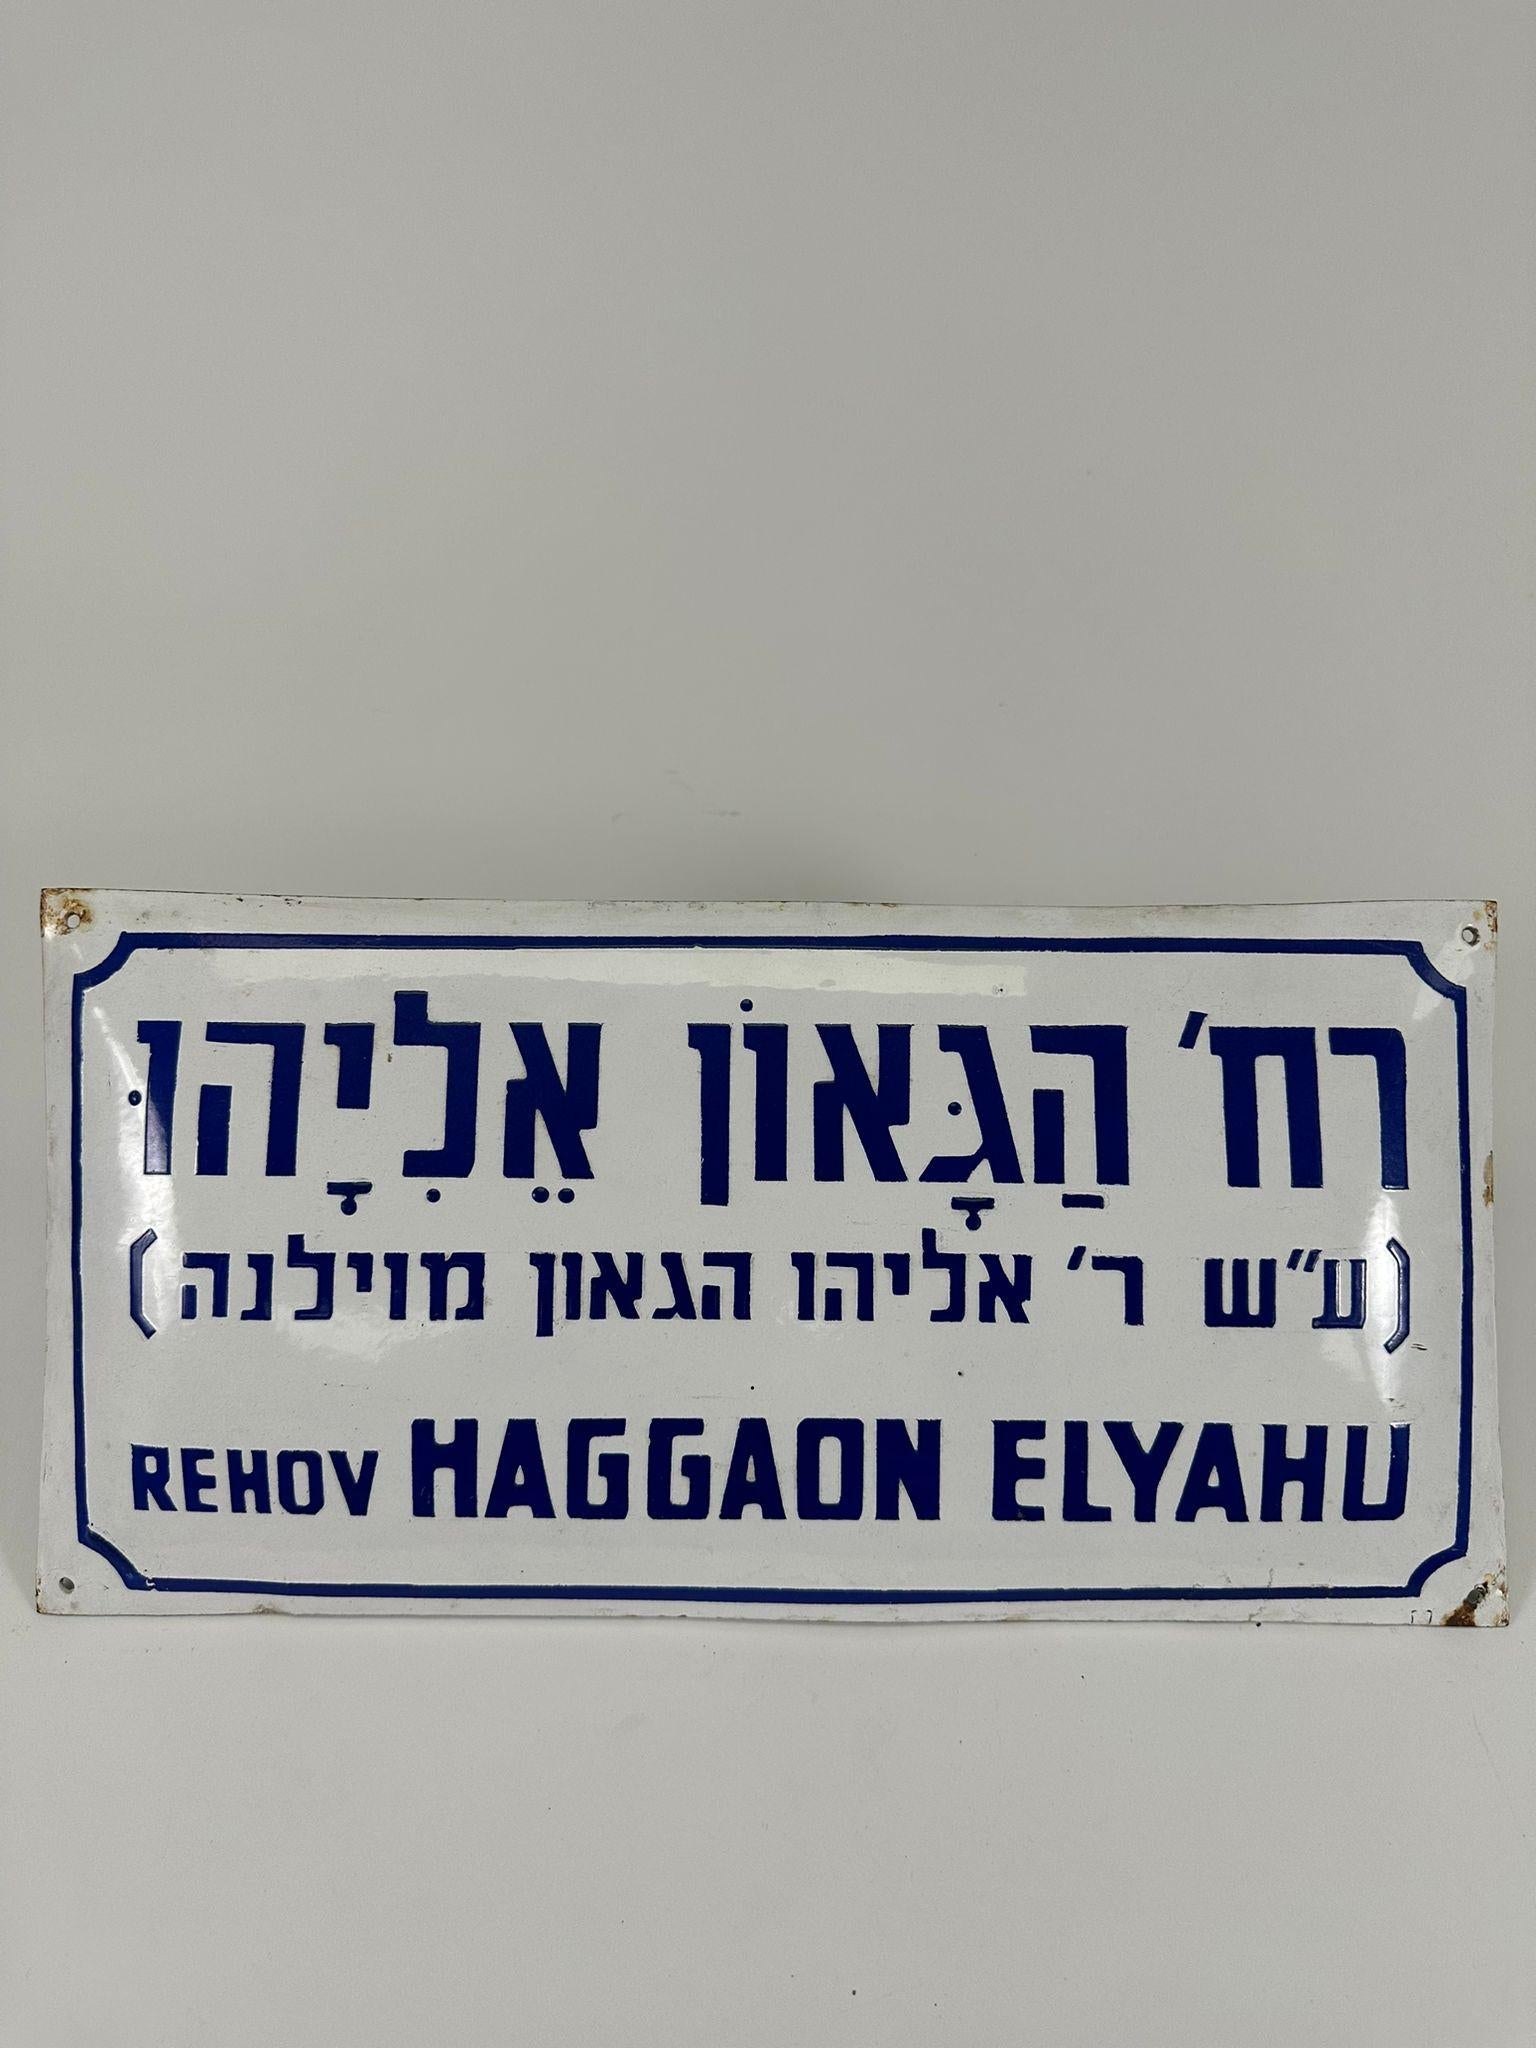 רח' הַגָּאוֹן אֵלִיָהוּ
(ע"ש ר' אליהו הגאון מוילנה)
REHOV HAGGAON ELYAHU